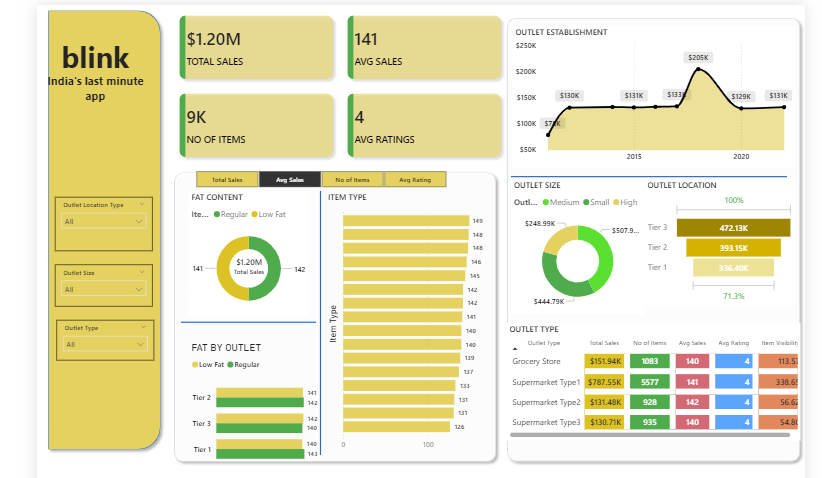 blink
India's last minute
app
Outlet Location Type
All
Outlet Size
All
Outlet Type
All
$1.20M
TOTAL SALES
141
AVG SALES
9K
NO OF ITEMS
4
AVG RATINGS
Total Sales
Avg Sales
No of Items
Avg Rating
FAT CONTENT
Ite... Regular Low Fat
$1.20M
Total Sales
141
142
FAT BY OUTLET
Low Fat Regular
Tier 2
141
142
Tier 3
142
140
Tier 1
140
143
ITEM TYPE
Item Type
149
148
148
146
145
142
142
141
140
140
139
137
133
131
131
126
0
100
OUTLET ESTABLISHMENT
$250K
$200K
$150K
$100K
$50K
$130K
$131K
$205K
$129K
$131K
2015
2020
OUTLET SIZE
Outl... Medium Small High
$248.99K
$507.9...
$444.79K
OUTLET LOCATION
100%
Tier 3 472.13K
Tier 2 393.15K
Tier 1 336.40K
71.3%
OUTLET TYPE
Outlet Type Total Sales No of Items Avg Sales Avg Rating Item Visibilit
Grocery Store $151.94K 1083 140 4 113.57
Supermarket Type1 $787.55K 5577 141 4 338.65
Supermarket Type2 $131.48K 928 142 4 56.62
Supermarket Type3 $130.71K 935 140 4 54.80